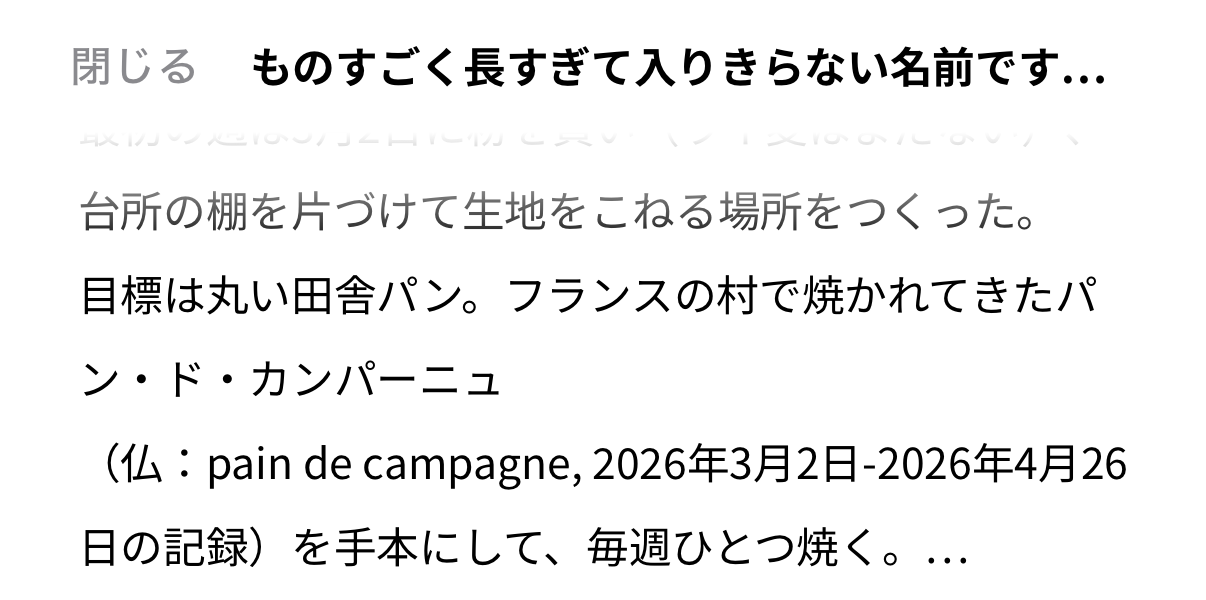 閉じる ものすごく長すぎて入りきらない名前です…
台所の棚を片づけて生地をこねる場所をつくった。
目標は丸い田舎パン。フランスの村で焼かれてきたパ
ン・ド・カンパーニュ
（仏：pain de campagne, 2026年3月2日-2026年4月26
日の記録）を手本にして、毎週ひとつ焼く。…